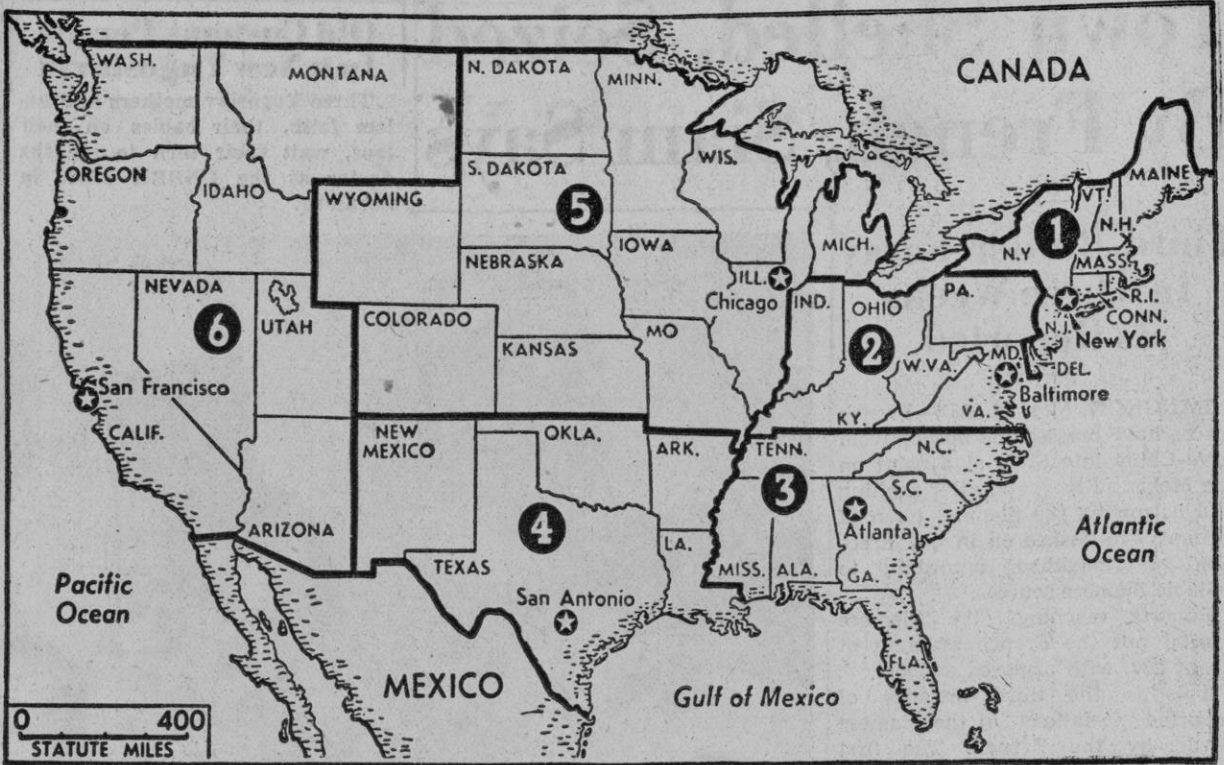 CANADA
WASH.
MONTANA
N. DAKOTA
MINN.
OREGON
IDAHO
WYOMING
S. DAKOTA
WIS.
MICH.
MAINE
VT.
N.H.
N.Y
MASS.
R.I.
CONN.
1
5
IOWA
NEBRASKA
NEVADA
UTAH
COLORADO
KANSAS
MO
ILL.
Chicago
IND.
OHIO
PA.
N.J.
New York
6
2
W.VA.
MD.
DEL.
Baltimore
San Francisco
CALIF.
KY.
VA.
NEW
MEXICO
OKLA.
ARK.
TENN.
N.C.
S.C.
3
Atlanta
4
ARIZONA
TEXAS
LA.
MISS.
ALA.
GA.
FLA.
San Antonio
Pacific
Ocean
Atlantic
Ocean
MEXICO
Gulf of Mexico
0 400
STATUTE MILES